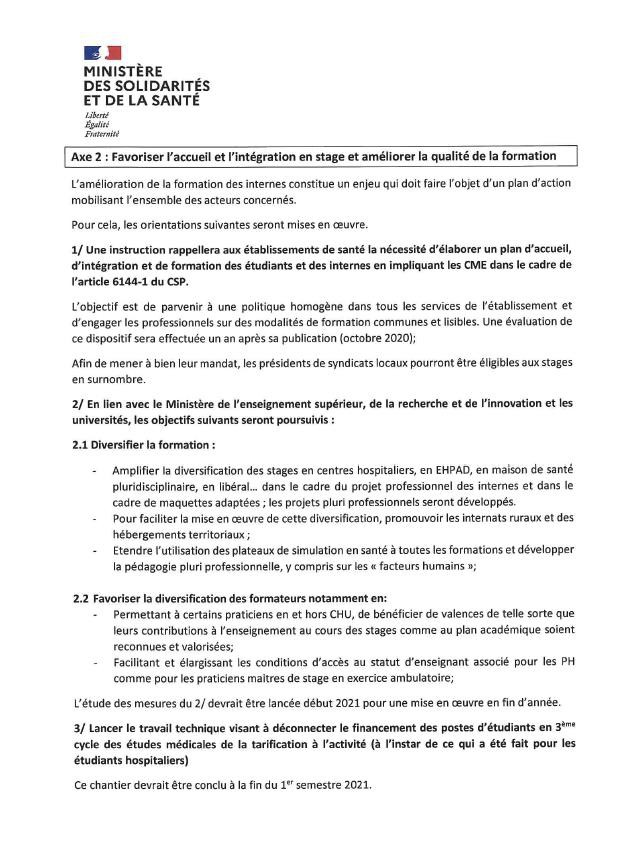 MINISTÈRE
DES SOLIDARITÉS
ET DE LA SANTÉ
Liberté
Égalité
Fraternité
Axe 2 : Favoriser l'accueil et l'intégration en stage et améliorer la qualité de la formation
L'amélioration de la formation des internes constitue un enjeu qui doit faire l'objet d'un plan d'action
mobilisant l'ensemble des acteurs concernés.
Pour cela, les orientations suivantes seront mises en œuvre.
1/ Une instruction rappellera aux établissements de santé la nécessité d'élaborer un plan d'accueil,
d'intégration et de formation des étudiants et des internes en impliquant les CME dans le cadre de
l'article 6144-1 du CSP.
L'objectif est de parvenir à une politique homogène dans tous les services de l'établissement et
d'engager les professionnels sur des modalités de formation communes et lisibles. Une évaluation de
ce dispositif sera effectuée un an après sa publication (octobre 2020);
Afin de mener à bien leur mandat, les présidents de syndicats locaux pourront être éligibles aux stages
en surnombre.
2/ En lien avec le Ministère de l'enseignement supérieur, de la recherche et de l'innovation et les
universités, les objectifs suivants seront poursuivis :
2.1 Diversifier la formation :
- Amplifier la diversification des stages en centres hospitaliers, en EHPAD, en maison de santé
pluridisciplinaire, en libéral… dans le cadre du projet professionnel des internes et dans le
cadre de maquettes adaptées ; les projets pluri professionnels seront développés.
- Pour faciliter la mise en œuvre de cette diversification, promouvoir les internats ruraux et des
hébergements territoriaux ;
- Etendre l'utilisation des plateaux de simulation en santé à toutes les formations et développer
la pédagogie pluri professionnelle, y compris sur les « facteurs humains »;
2.2 Favoriser la diversification des formateurs notamment en:
- Permettant à certains praticiens en et hors CHU, de bénéficier de valences de telle sorte que
leurs contributions à l'enseignement au cours des stages comme au plan académique soient
reconnues et valorisées;
- Facilitant et élargissant les conditions d'accès au statut d'enseignant associé pour les PH
comme pour les praticiens maitres de stage en exercice ambulatoire;
L'étude des mesures du 2/ devrait être lancée début 2021 pour une mise en œuvre en fin d'année.
3/ Lancer le travail technique visant à déconnecter le financement des postes d'étudiants en 3ème
cycle des études médicales de la tarification à l'activité (à l'instar de ce qui a été fait pour les
étudiants hospitaliers)
Ce chantier devrait être conclu à la fin du 1er semestre 2021.